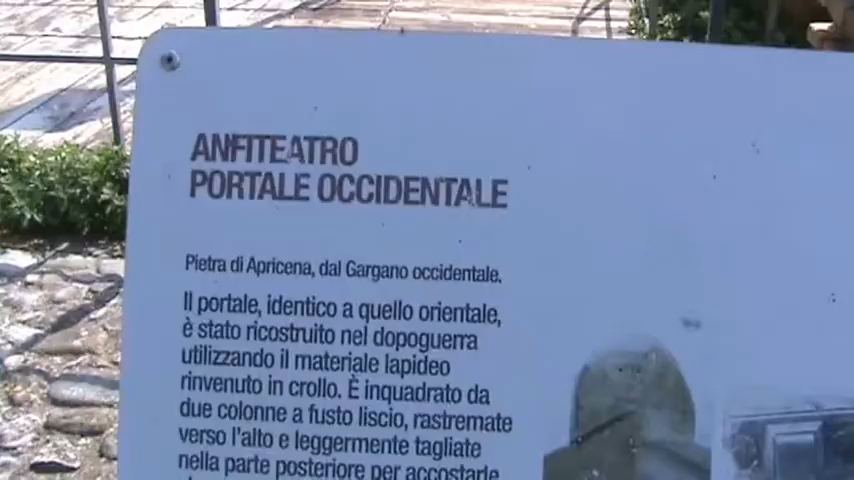 ANFITEATRO
PORTALE OCCIDENTALE
Pietra di Apricena, dal Gargano occidentale.
Il portale, identico a quello orientale,
è stato ricostruito nel dopoguerra
utilizzando il materiale lapideo
rinvenuto in crollo. È inquadrato da
due colonne a fusto liscio, rastremate
verso l'alto e leggermente tagliate
nella parte posteriore per accostarle